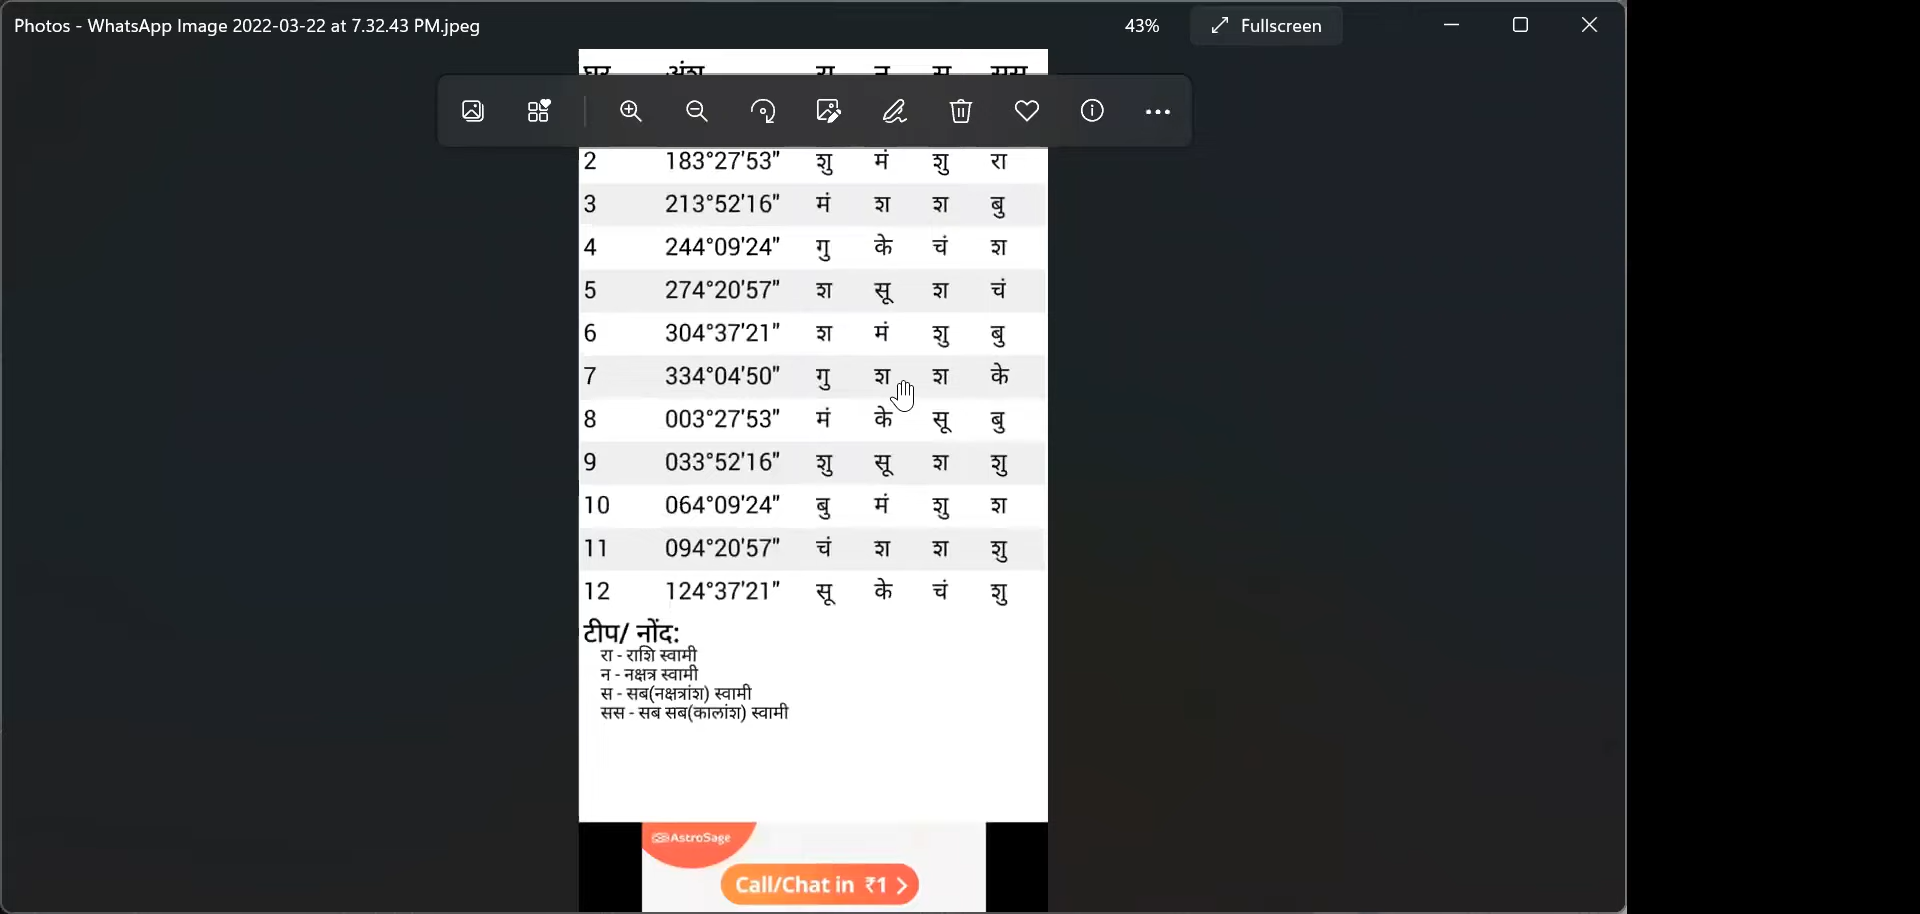 Photos - WhatsApp Image 2022-03-22 at 7.32.43 PM.jpeg 43% Fullscreen
घर अंश रा न स सस
2 183°27'53" शु मं शु रा
3 213°52'16" मं श श बु
4 244°09'24" गु के चं श
5 274°20'57" श सू श चं
6 304°37'21" श मं शु बु
7 334°04'50" गु श श के
8 003°27'53" मं के सू बु
9 033°52'16" शु सू श शु
10 064°09'24" बु मं शु श
11 094°20'57" चं श श शु
12 124°37'21" सू के चं शु
टीप/ नोंद:
रा - राशि स्वामी
न - नक्षत्र स्वामी
स - सब(नक्षत्रांश) स्वामी
सस - सब सब(कालांश) स्वामी
AstroSage
Call/Chat in ₹1 >